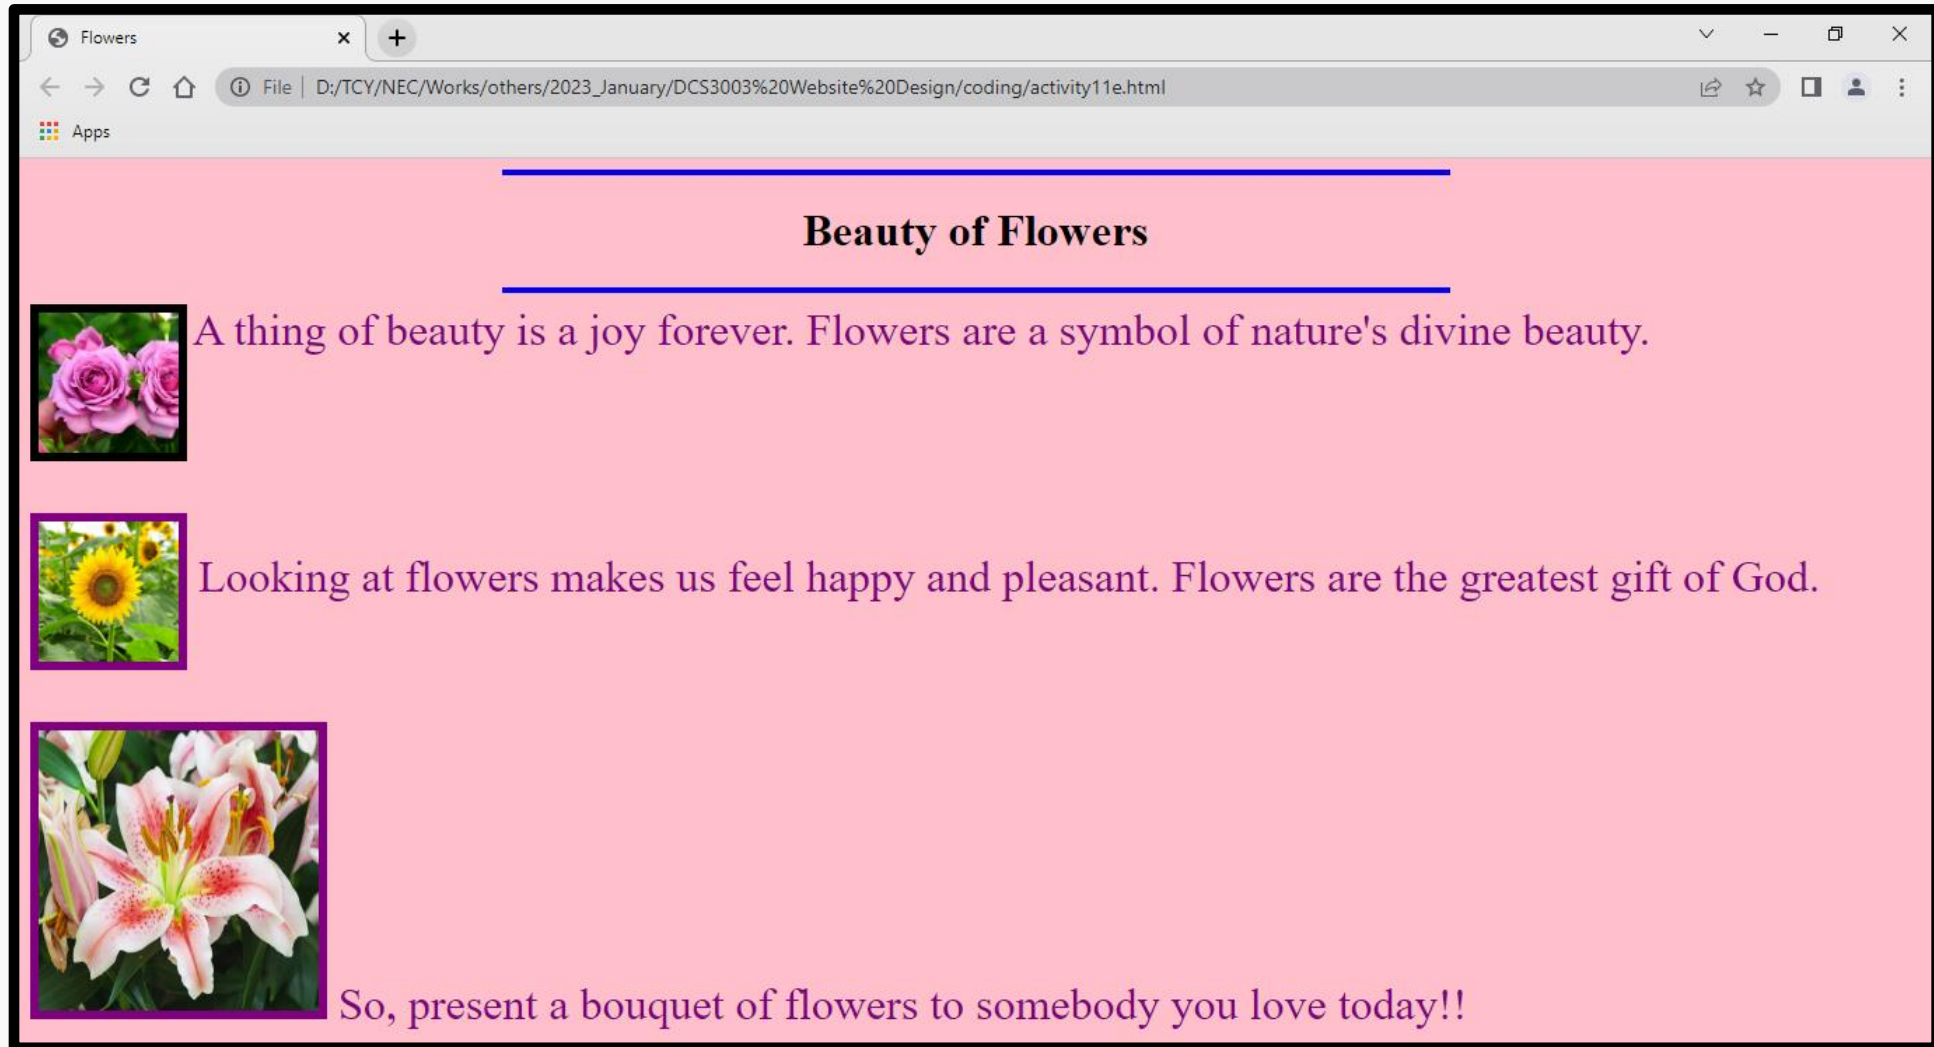 Flowers
File D:/TCY/NEC/Works/others/2023_January/DCS3003%20Website%20Design/coding/activity11e.html
Apps
Beauty of Flowers
A thing of beauty is a joy forever. Flowers are a symbol of nature's divine beauty.
Looking at flowers makes us feel happy and pleasant. Flowers are the greatest gift of God.
So, present a bouquet of flowers to somebody you love today!!